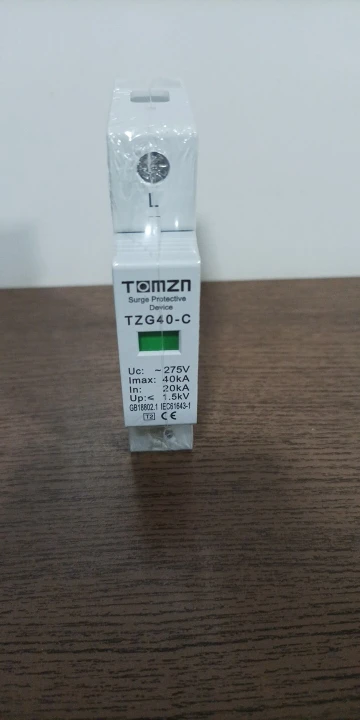 L
TOMZN
Surge Protective
Device
TZG40-C
Uc: ~275V
Imax: 40kA
In: 20kA
Up:≤ 1.5kV
GB18802.1 IEC61643-1
T2 CE